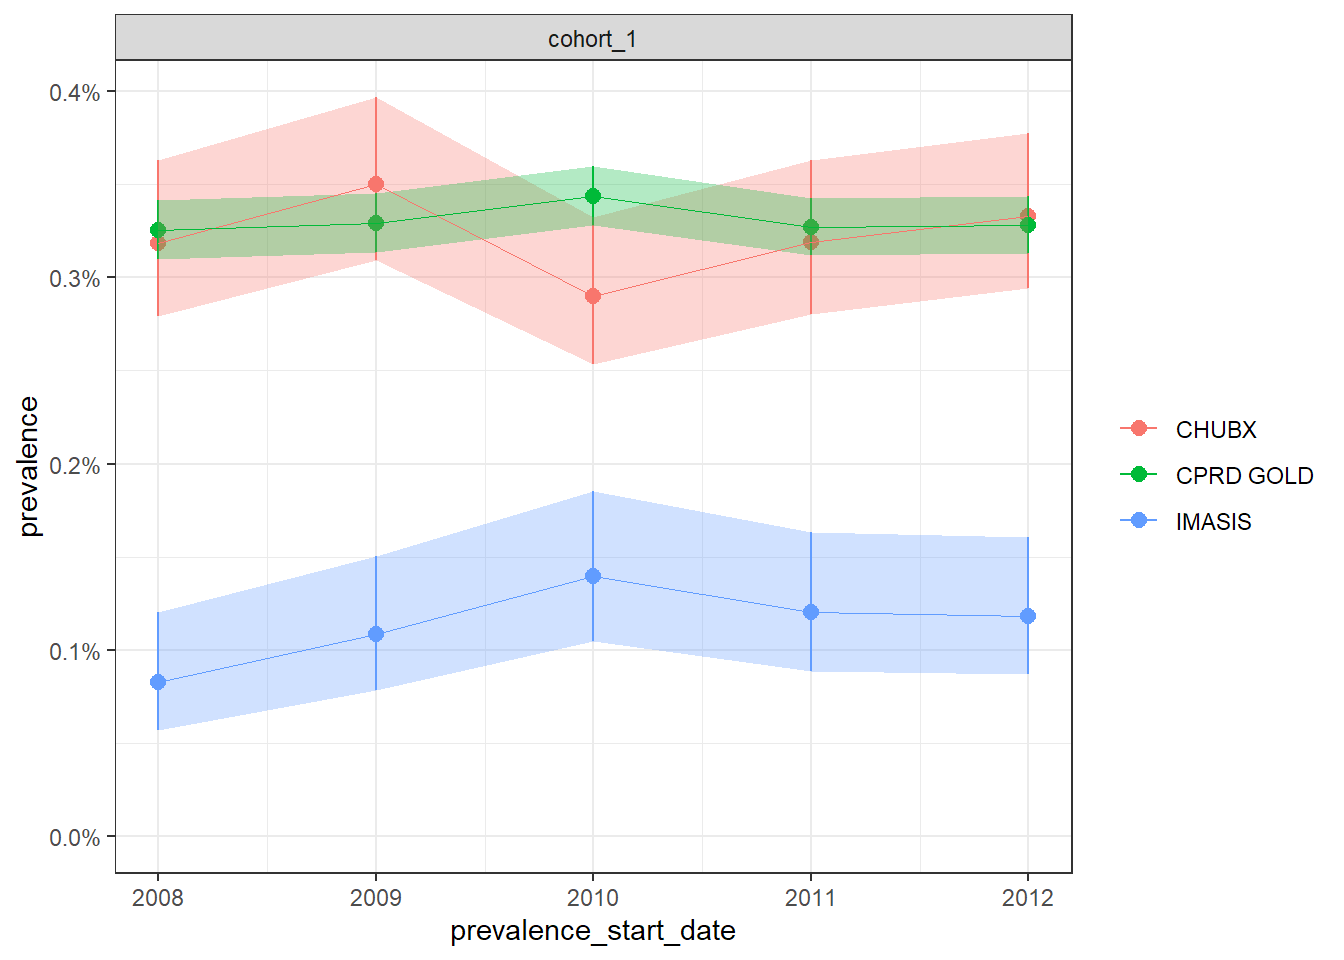 cohort_1
0.4%
0.3%
0.2%
0.1%
0.0%
prevalence
2008 2009 2010 2011 2012
prevalence_start_date
CHUBX
CPRD GOLD
IMASIS